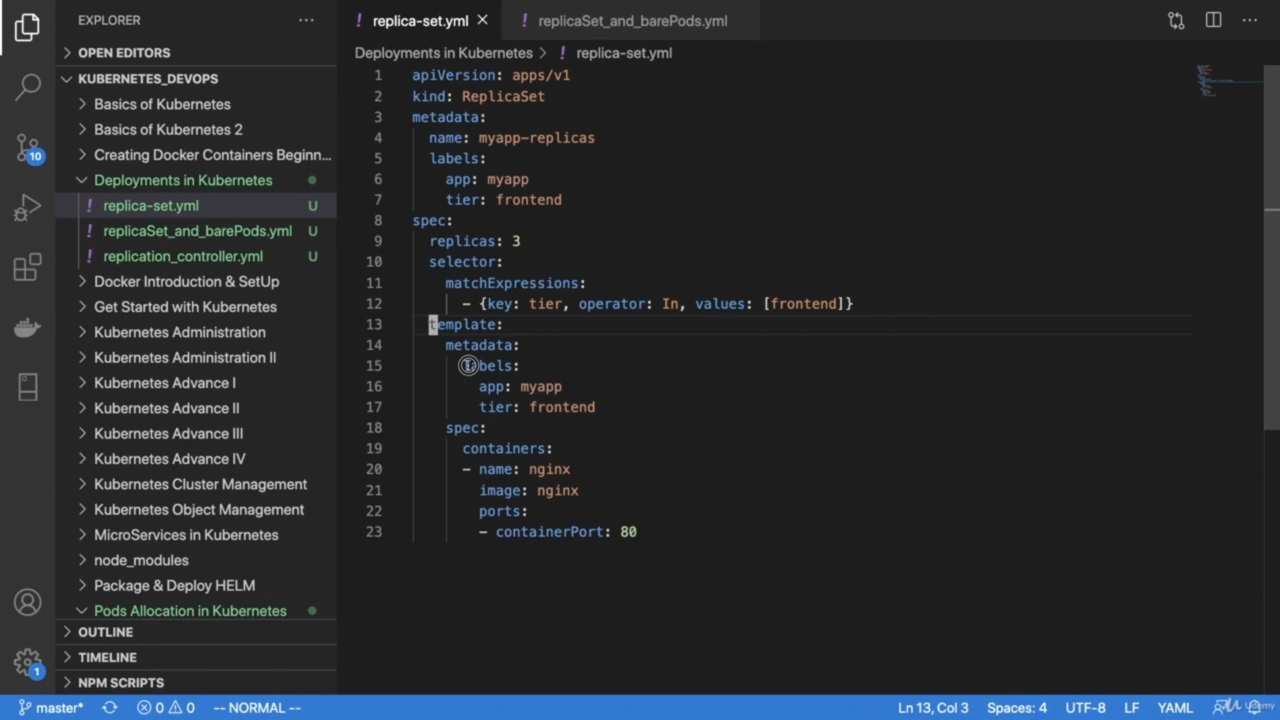 EXPLORER
OPEN EDITORS
KUBERNETES_DEVOPS
Basics of Kubernetes
Basics of Kubernetes 2
Creating Docker Containers Beginn...
Deployments in Kubernetes
! replica-set.yml U
! replicaSet_and_barePods.yml U
! replication_controller.yml U
Docker Introduction & SetUp
Get Started with Kubernetes
Kubernetes Administration
Kubernetes Administration II
Kubernetes Advance I
Kubernetes Advance II
Kubernetes Advance III
Kubernetes Advance IV
Kubernetes Cluster Management
Kubernetes Object Management
MicroServices in Kubernetes
node_modules
Package & Deploy HELM
Pods Allocation in Kubernetes
OUTLINE
TIMELINE
NPM SCRIPTS
10
1
! replica-set.yml
! replicaSet_and_barePods.yml
Deployments in Kubernetes > ! replica-set.yml
1 apiVersion: apps/v1
2 kind: ReplicaSet
3 metadata:
4 name: myapp-replicas
5 labels:
6 app: myapp
7 tier: frontend
8 spec:
9 replicas: 3
10 selector:
11 matchExpressions:
12 - {key: tier, operator: In, values: [frontend]}
13 template:
14 metadata:
15 labels:
16 app: myapp
17 tier: frontend
18 spec:
19 containers:
20 - name: nginx
21 image: nginx
22 ports:
23 - containerPort: 80
master* 0 0 -- NORMAL -- Ln 13, Col 3 Spaces: 4 UTF-8 LF YAML
Udemy